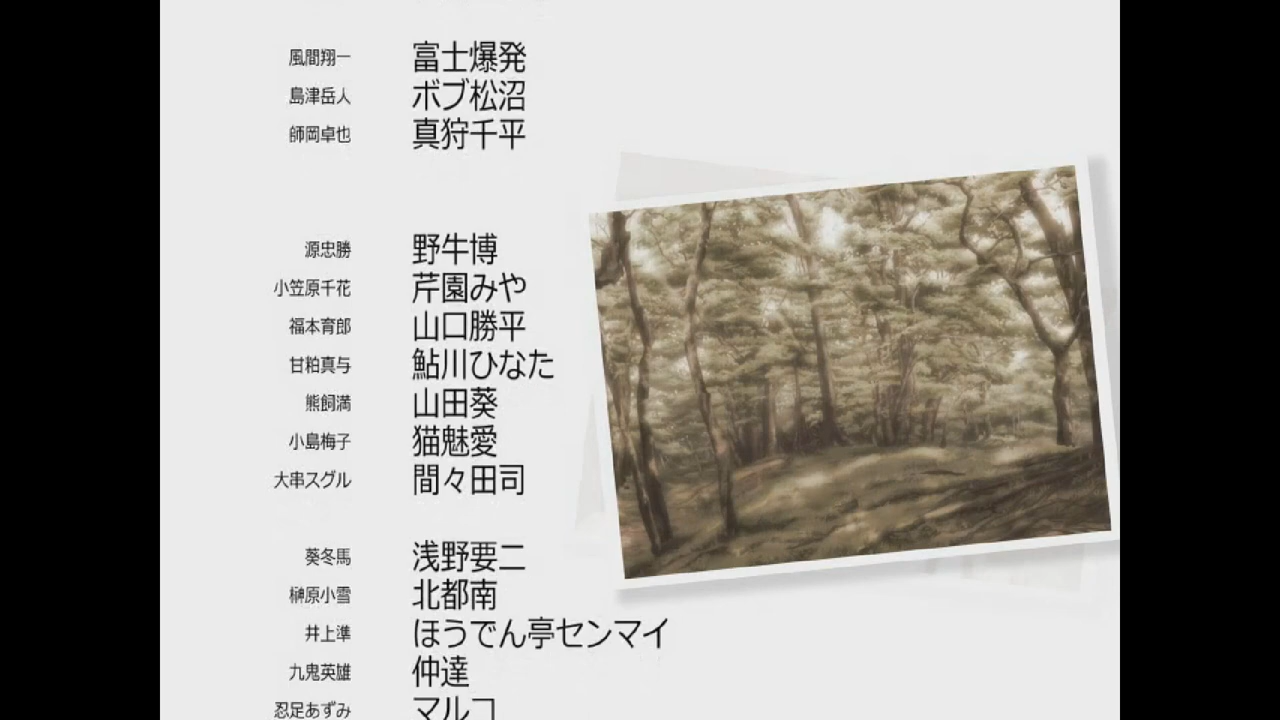 風間翔一 富士爆発
島津岳人 ボブ松沼
師岡卓也 真狩千平
源忠勝 野牛博
小笠原千花 芹園みや
福本育郎 山口勝平
甘粕真与 鮎川ひなた
熊飼満 山田葵
小島梅子 猫魅愛
大串スグル 間々田司
葵冬馬 浅野要二
榊原小雪 北都南
井上準 ほうでん亭センマイ
九鬼英雄 仲達
忍足あずみ マルコ